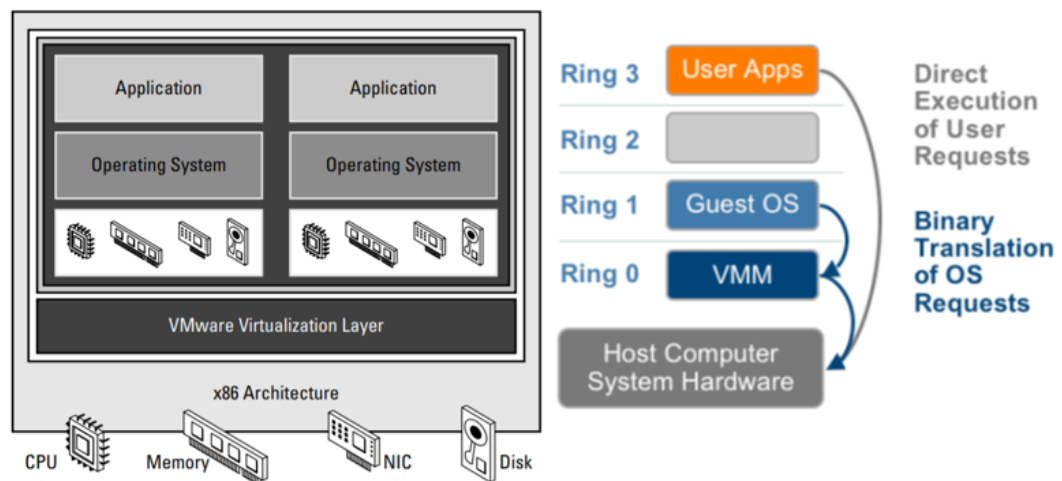 Application
Application
Operating System
Operating System
VMware Virtualization Layer
x86 Architecture
CPU
Memory
NIC
Disk
Ring 3
User Apps
Ring 2
Ring 1
Guest OS
Ring 0
VMM
Host Computer
System Hardware
Direct
Execution
of User
Requests
Binary
Translation
of OS
Requests